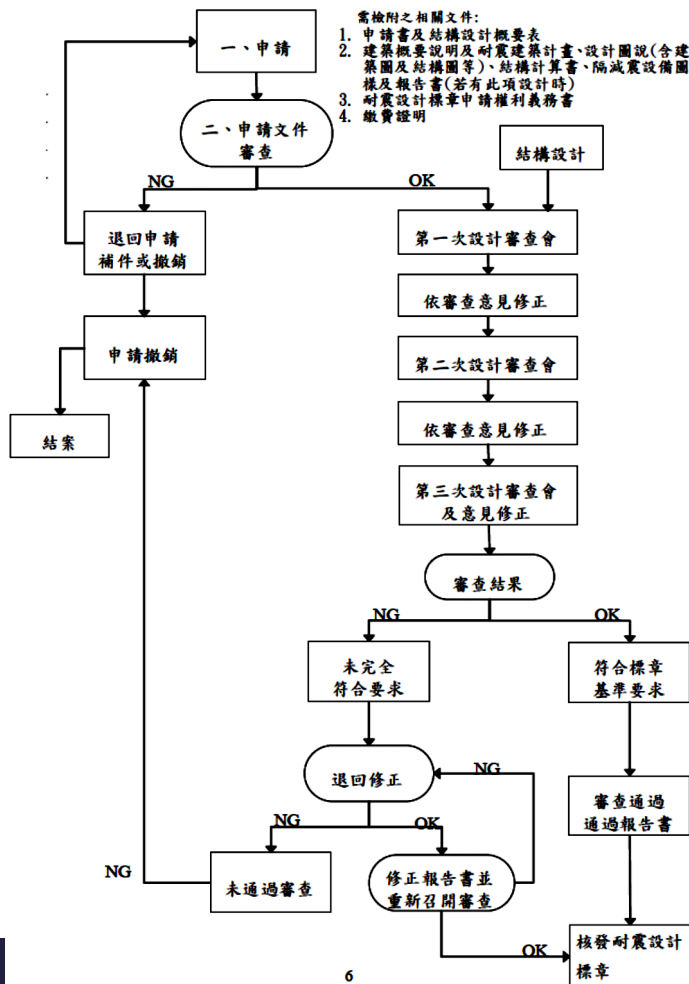 需檢附之相關文件:
一、申請
1. 申請書及結構設計概要表
2. 建築概要說明及耐震建築計畫、設計圖說(含建
築圖及結構圖等)、結構計算書、隔減震設備圖
樣及報告書(若有此項設計時)
3. 耐震設計標章申請權利義務書
4. 繳費證明
二、申請文件
審查
結構設計
NG
OK
退回申請
補件或撤銷
第一次設計審查會
依審查意見修正
申請撤銷
第二次設計審查會
結案
依審查意見修正
第三次設計審查會
及意見修正
審查結果
NG
OK
未完全
符合要求
符合標章
基準要求
退回修正
NG
審查通過
通過報告書
NG
OK
NG
未通過審查
修正報告書並
重新召開審查
OK
核發耐震設計
標章
6